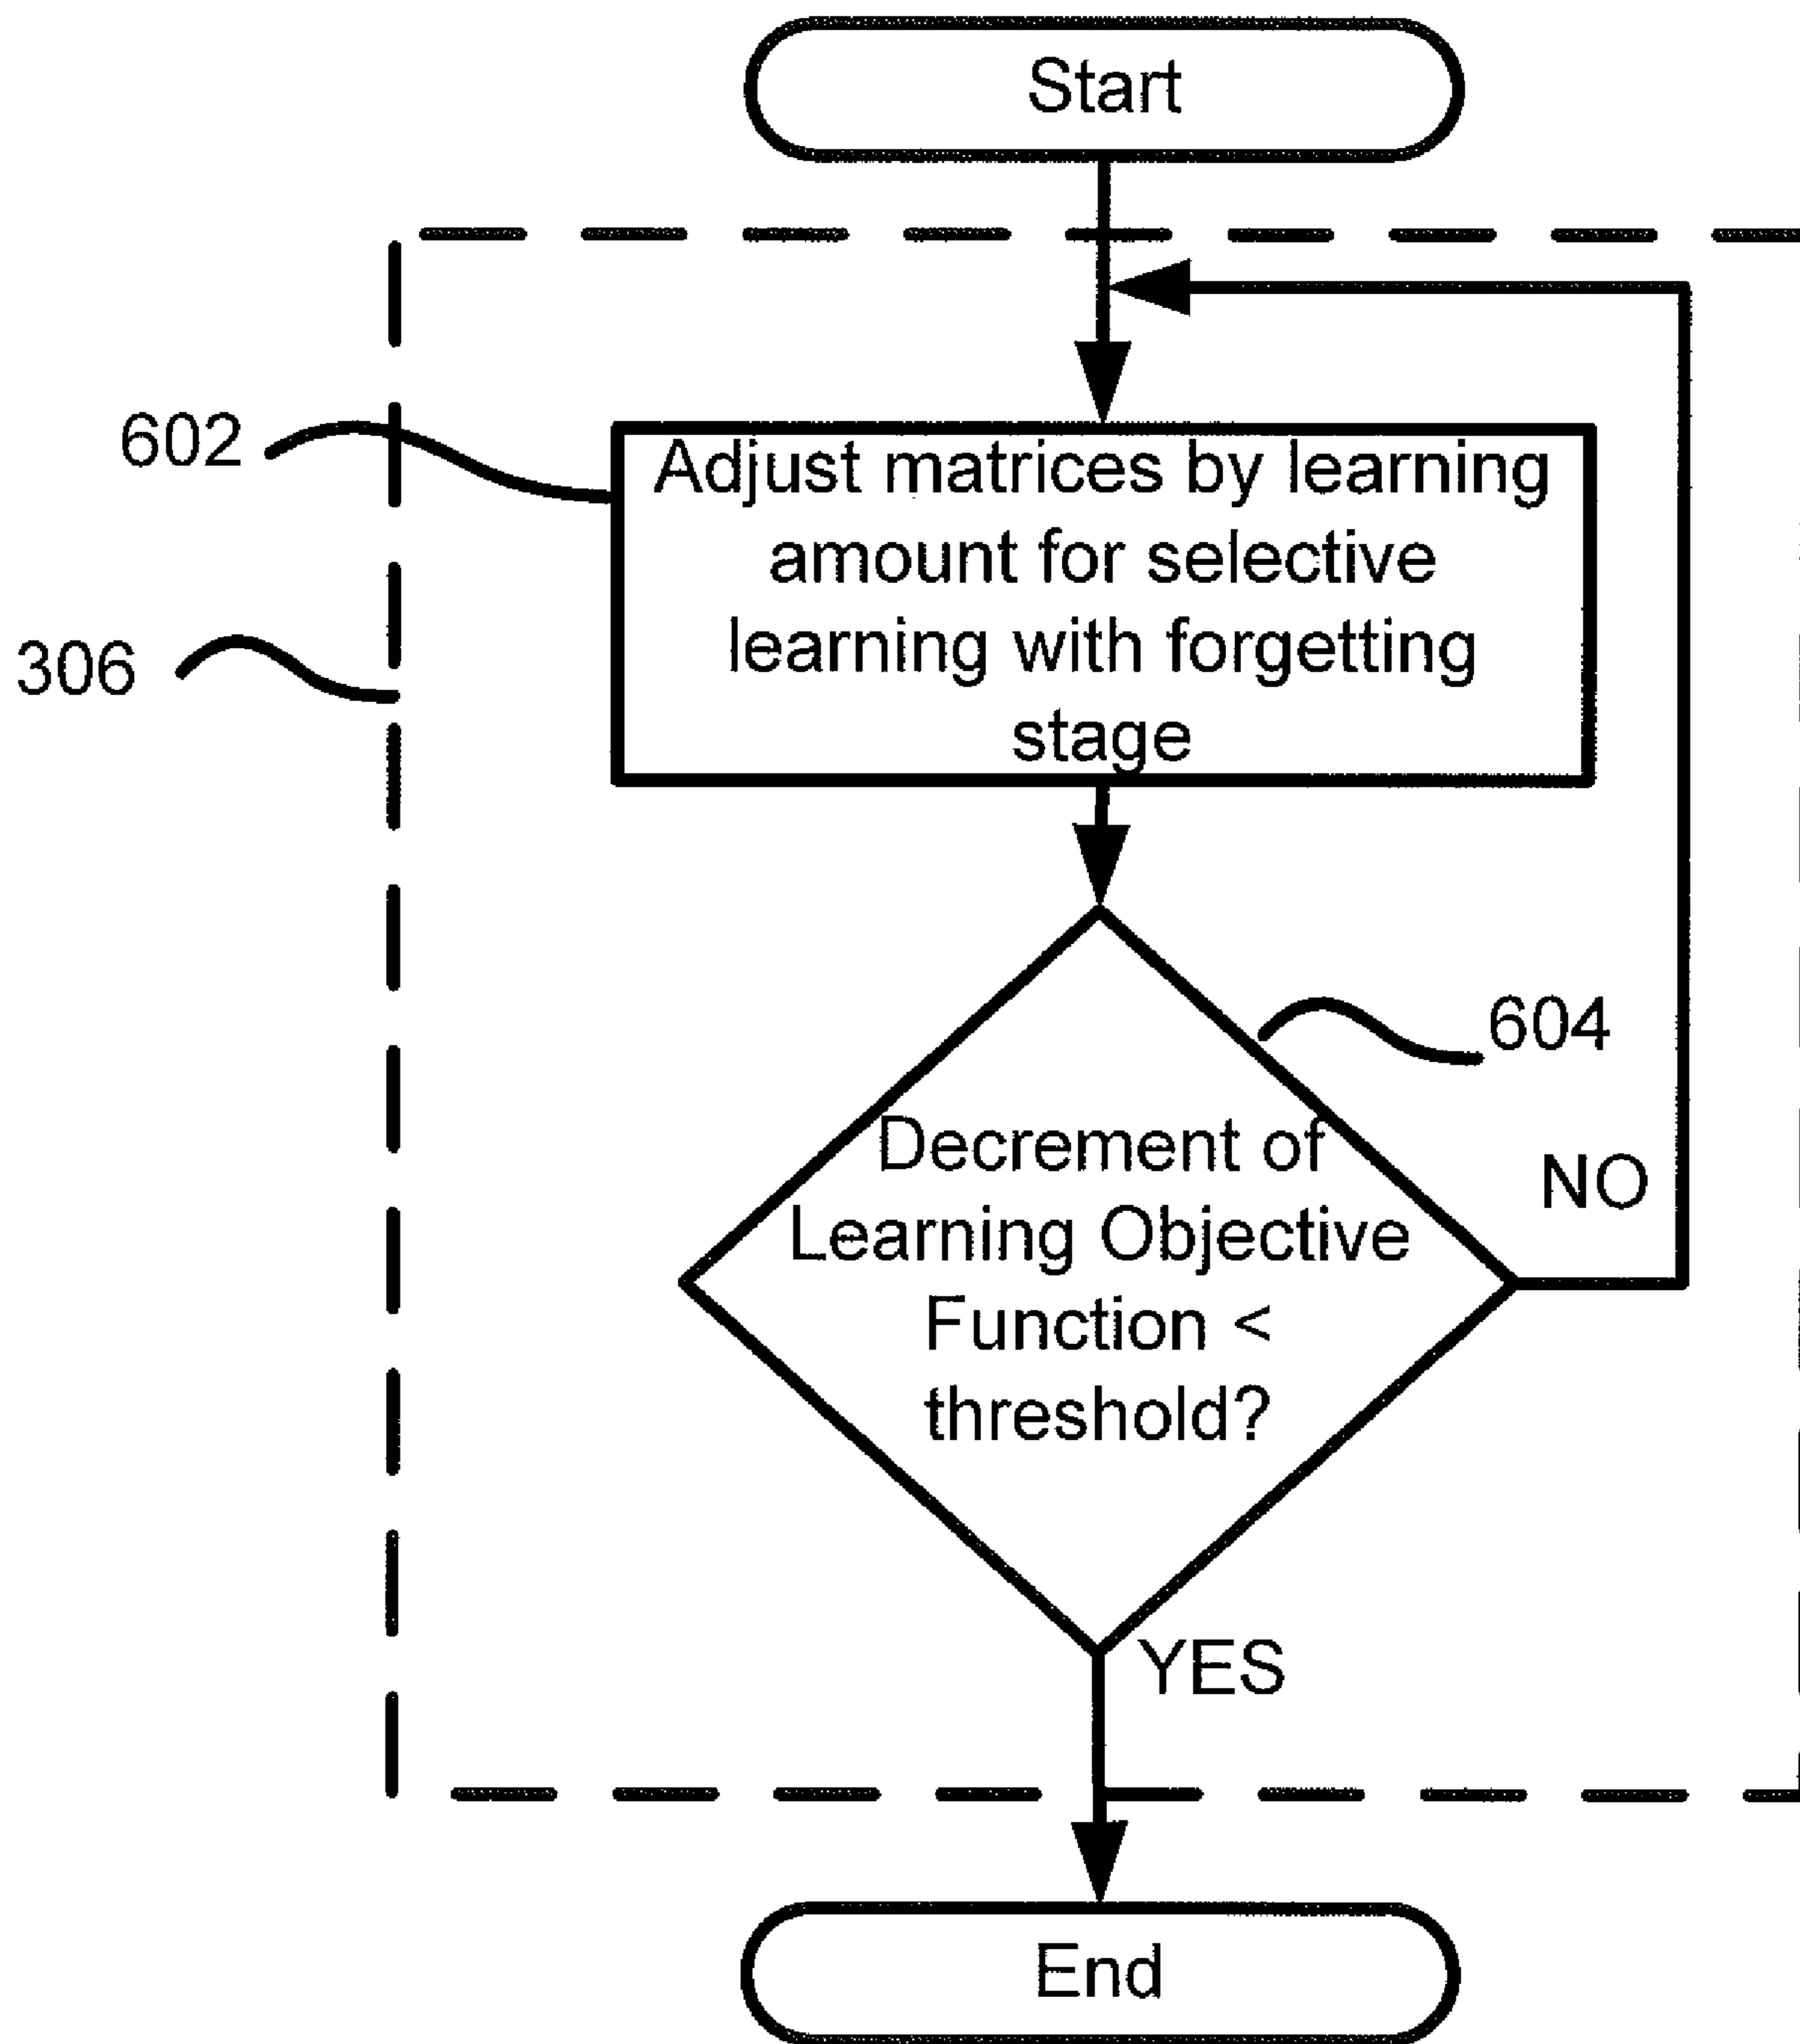 Start
602
Adjust matrices by learning
amount for selective
learning with forgetting
stage
306
604
Decrement of
Learning Objective
Function <
threshold?
NO
YES
End